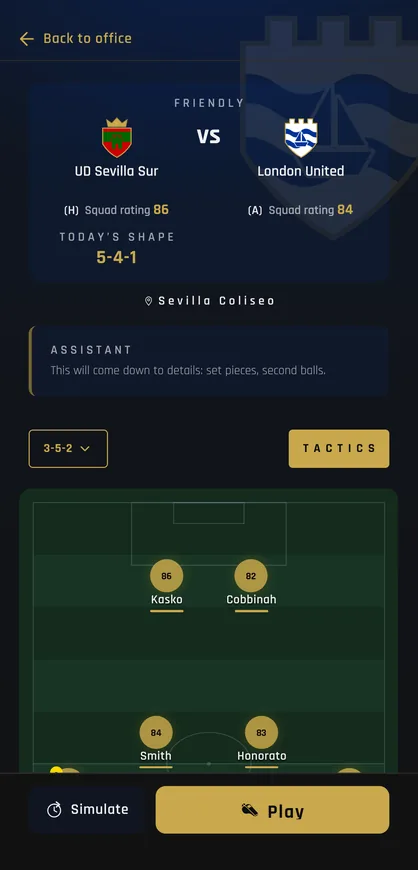 Back to office
FRIENDLY
VS
UD Sevilla Sur
London United
(H) Squad rating 86
(A) Squad rating 84
TODAY'S SHAPE
5-4-1
Sevilla Coliseo
ASSISTANT
This will come down to details: set pieces, second balls.
3-5-2
TACTICS
86
82
Kasko
Cobbinah
84
83
Smith
Honorato
Simulate
Play